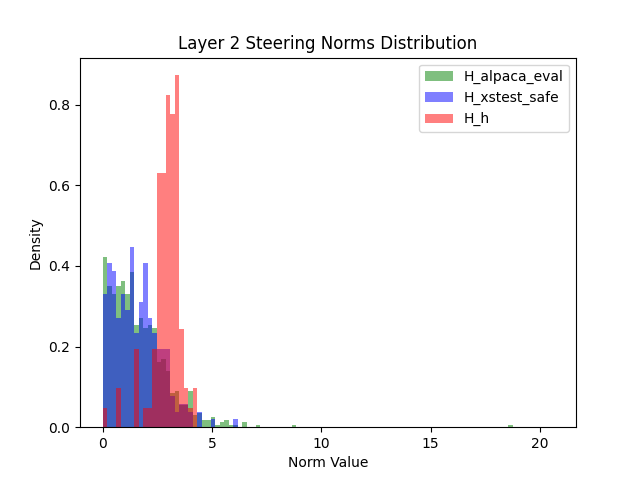 Layer 2 Steering Norms Distribution
H_alpaca_eval
H_xstest_safe
H_h
Density
0.8
0.6
0.4
0.2
0.0
0
5
10
15
20
Norm Value